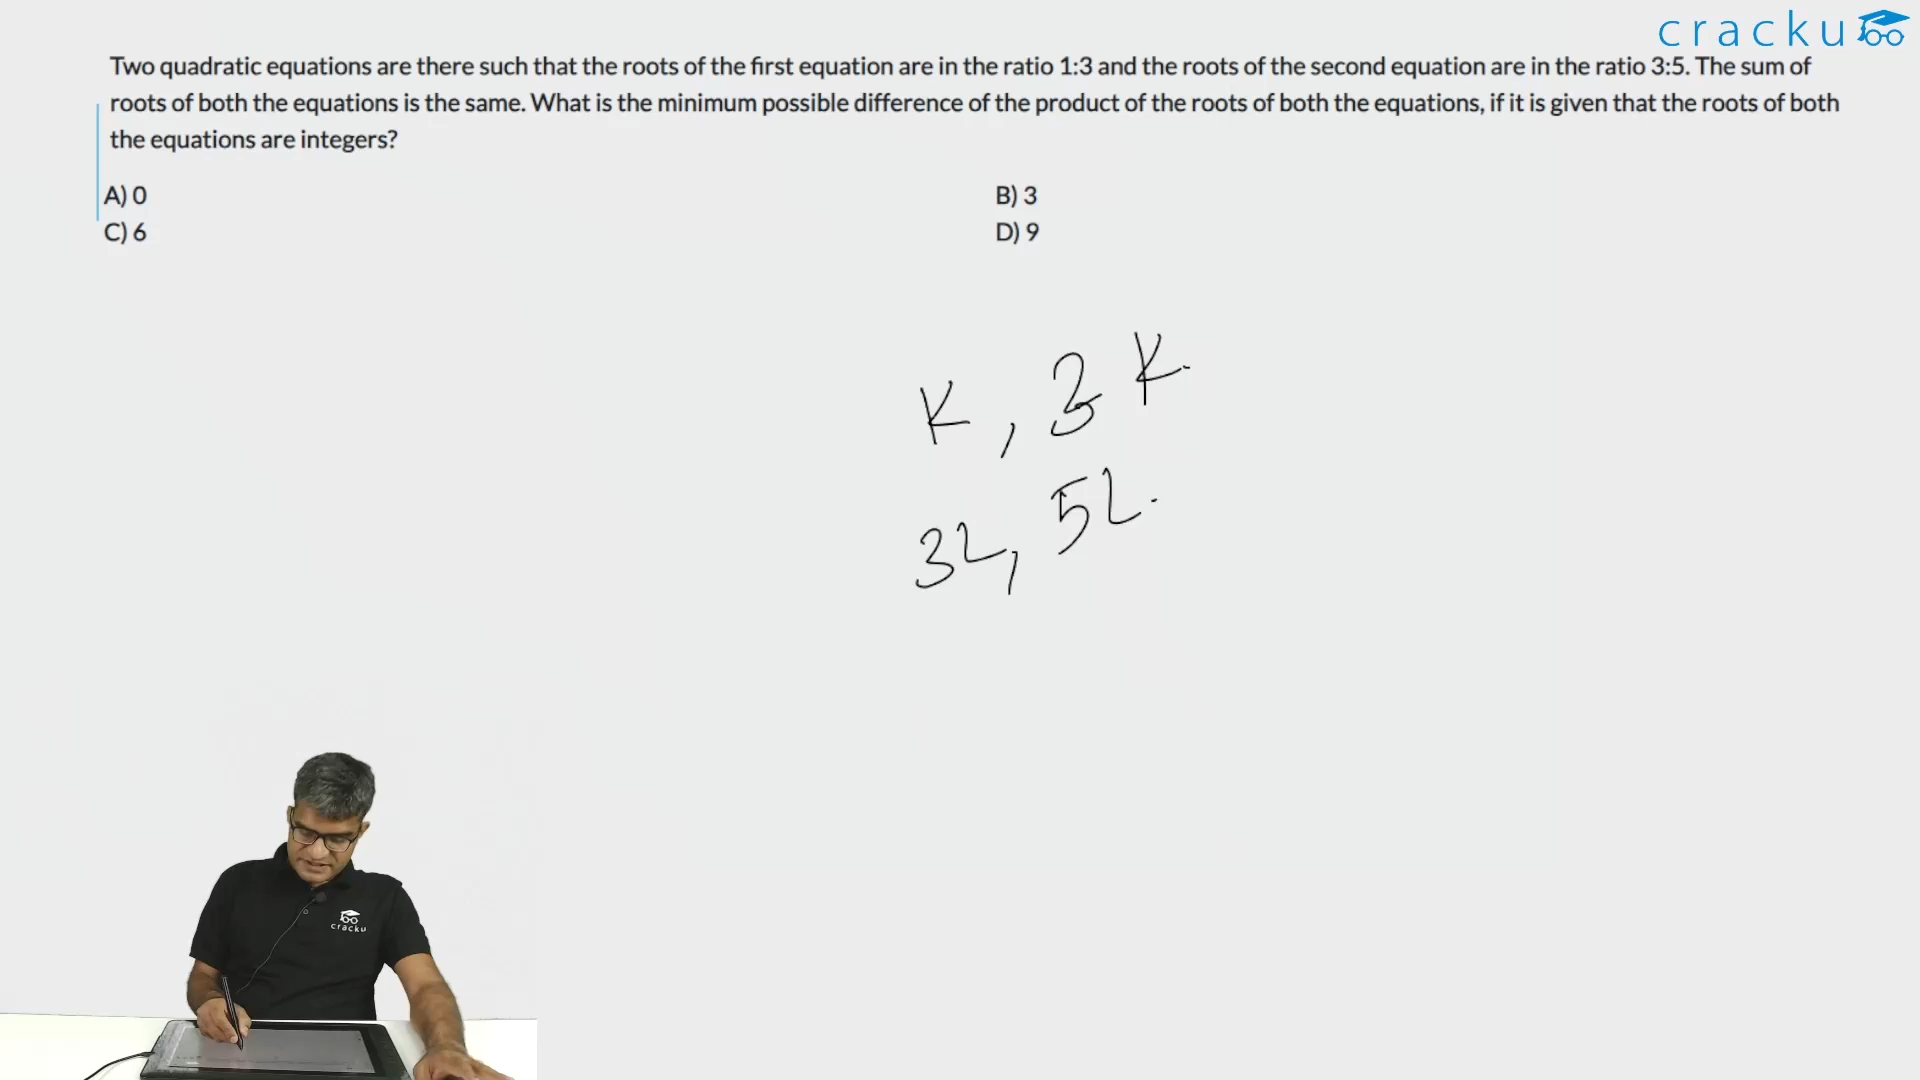 cracku
Two quadratic equations are there such that the roots of the first equation are in the ratio 1:3 and the roots of the second equation are in the ratio 3:5. The sum of
roots of both the equations is the same. What is the minimum possible difference of the product of the roots of both the equations, if it is given that the roots of both
the equations are integers?
A) 0
B) 3
C) 6
D) 9
K, 3K.
3L, 5L.
cracku